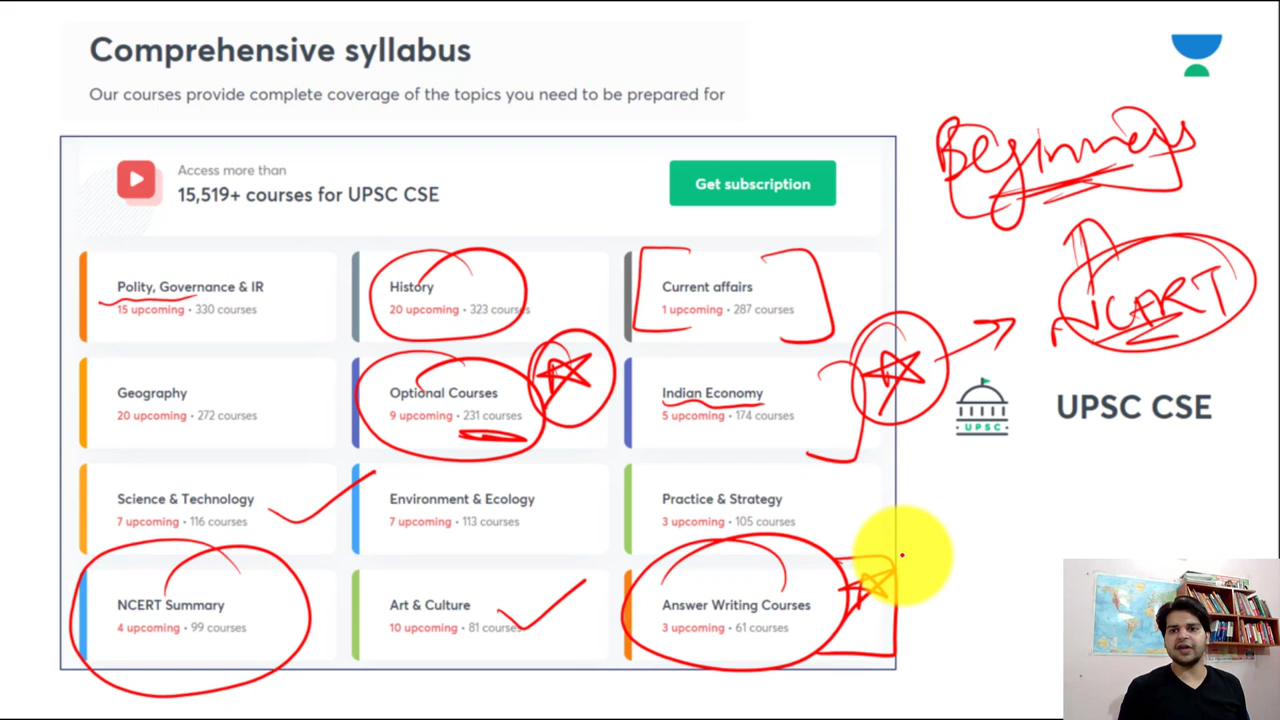 Comprehensive syllabus
Our courses provide complete coverage of the topics you need to be prepared for
Access more than
15,519+ courses for UPSC CSE
Get subscription
Polity, Governance & IR
15 upcoming • 330 courses
History
20 upcoming • 323 courses
Current affairs
1 upcoming • 287 courses
Geography
20 upcoming • 272 courses
Optional Courses
9 upcoming • 231 courses
Indian Economy
5 upcoming • 174 courses
Science & Technology
7 upcoming • 116 courses
Environment & Ecology
7 upcoming • 113 courses
Practice & Strategy
3 upcoming • 105 courses
NCERT Summary
4 upcoming • 99 courses
Art & Culture
10 upcoming • 81 courses
Answer Writing Courses
3 upcoming • 61 courses
Beginners
NCERT
UPSC
UPSC CSE